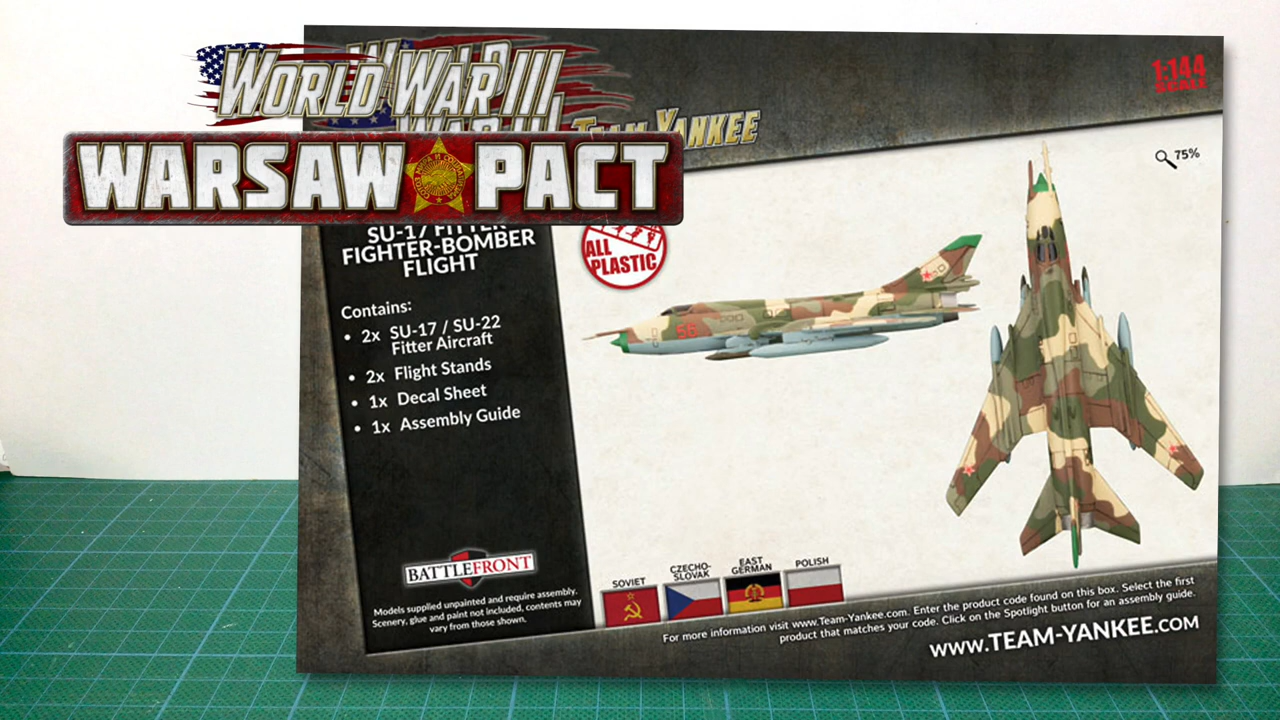 WORLD WAR III
WARSAW PACT
TEAM YANKEE
1:144
SCALE
75%
SU-17 FITTER
FIGHTER-BOMBER
FLIGHT
ALL
PLASTIC
Contains:
• 2x SU-17 / SU-22
Fitter Aircraft
• 2x Flight Stands
• 1x Decal Sheet
• 1x Assembly Guide
56
BATTLEFRONT
Models supplied unpainted and require assembly.
Scenery, glue and paint not included, contents may
vary from those shown.
SOVIET
CZECHO-
SLOVAK
EAST
GERMAN
POLISH
For more information visit www.Team-Yankee.com. Enter the product code found on this box. Select the first
product that matches your code. Click on the Spotlight button for an assembly guide.
WWW.TEAM-YANKEE.COM